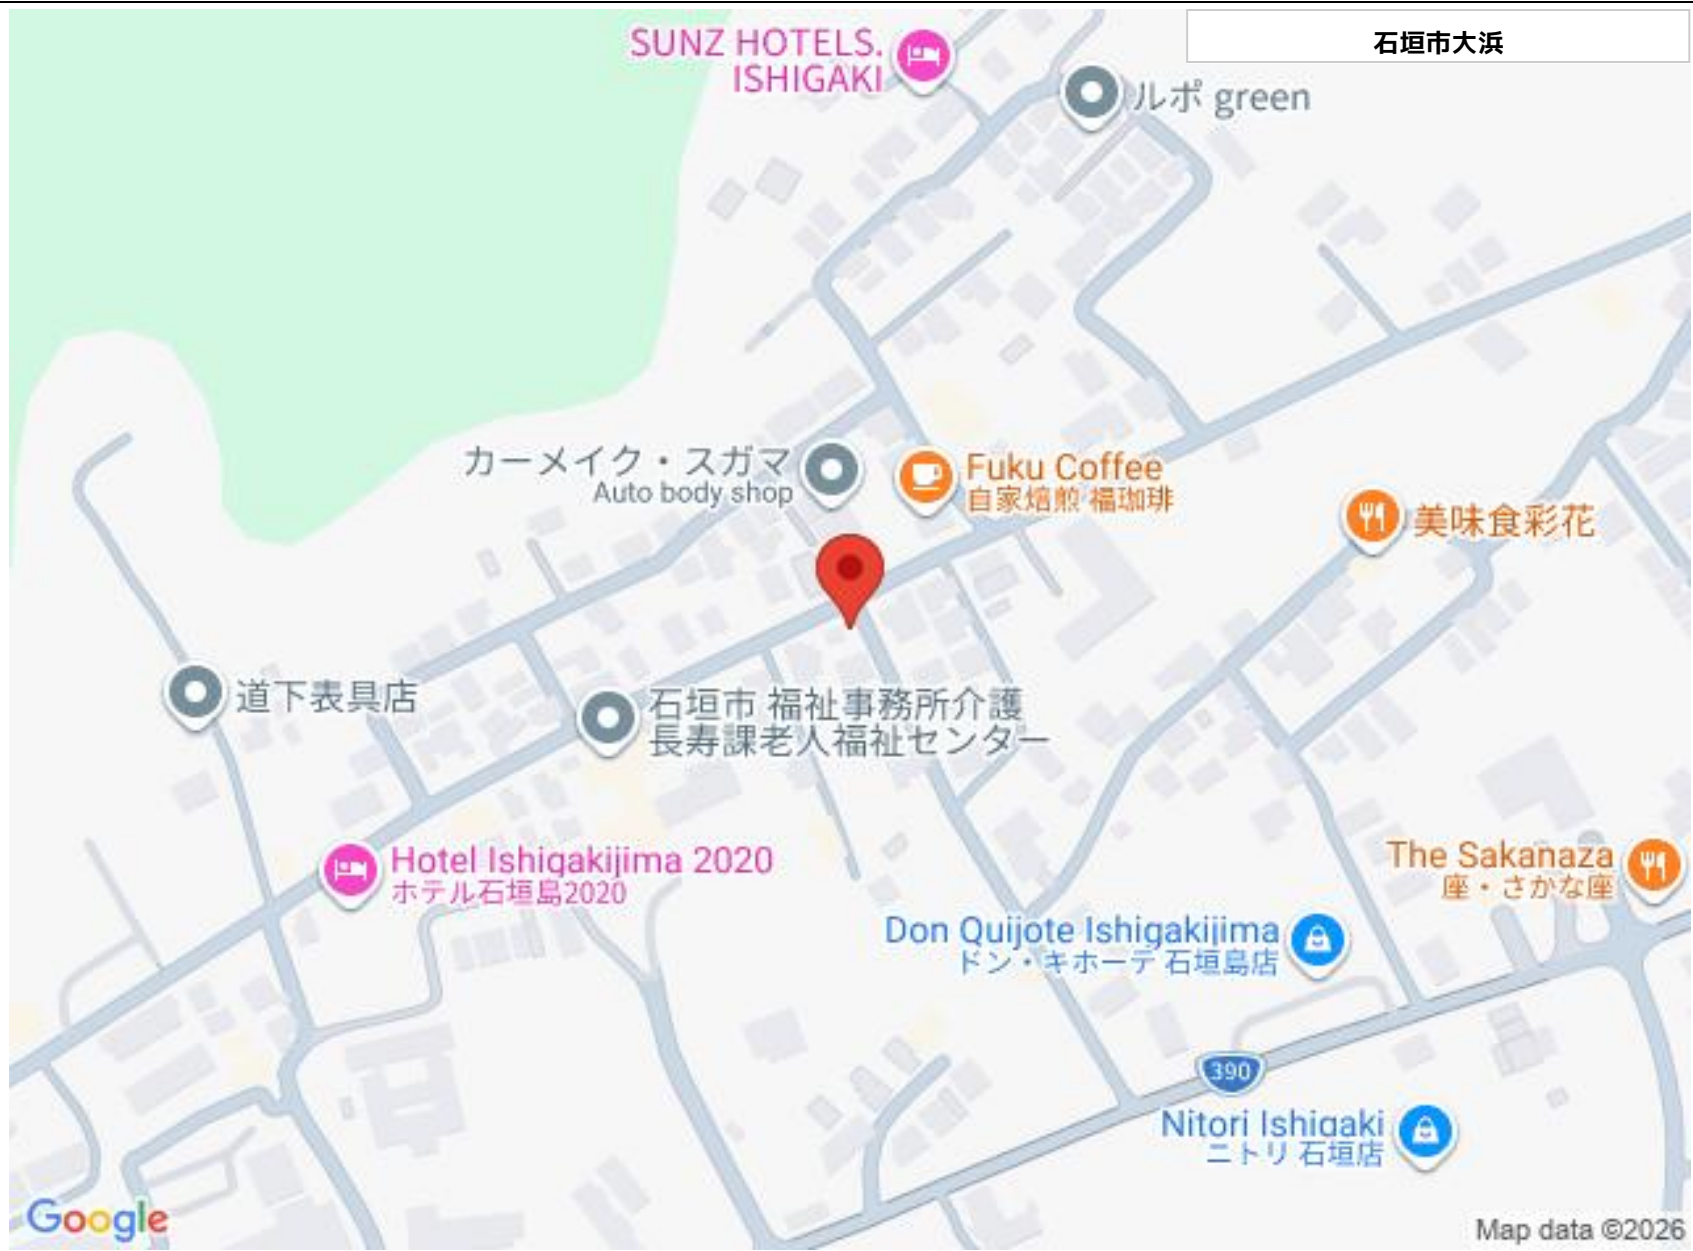 石垣市大浜
SUNZ HOTELS.
ISHIGAKI
ルポ green
カーメイク・スガマ
Auto body shop
Fuku Coffee
自家焙煎 福珈琲
美味食彩花
道下表具店
石垣市 福祉事務所介護
長寿課老人福祉センター
Hotel Ishigakijima 2020
ホテル石垣島2020
The Sakanaza
座・さかな座
Don Quijote Ishigakijima
ドン・キホーテ 石垣島店
390
Nitori Ishigaki
ニトリ 石垣店
Google
Map data ©2026